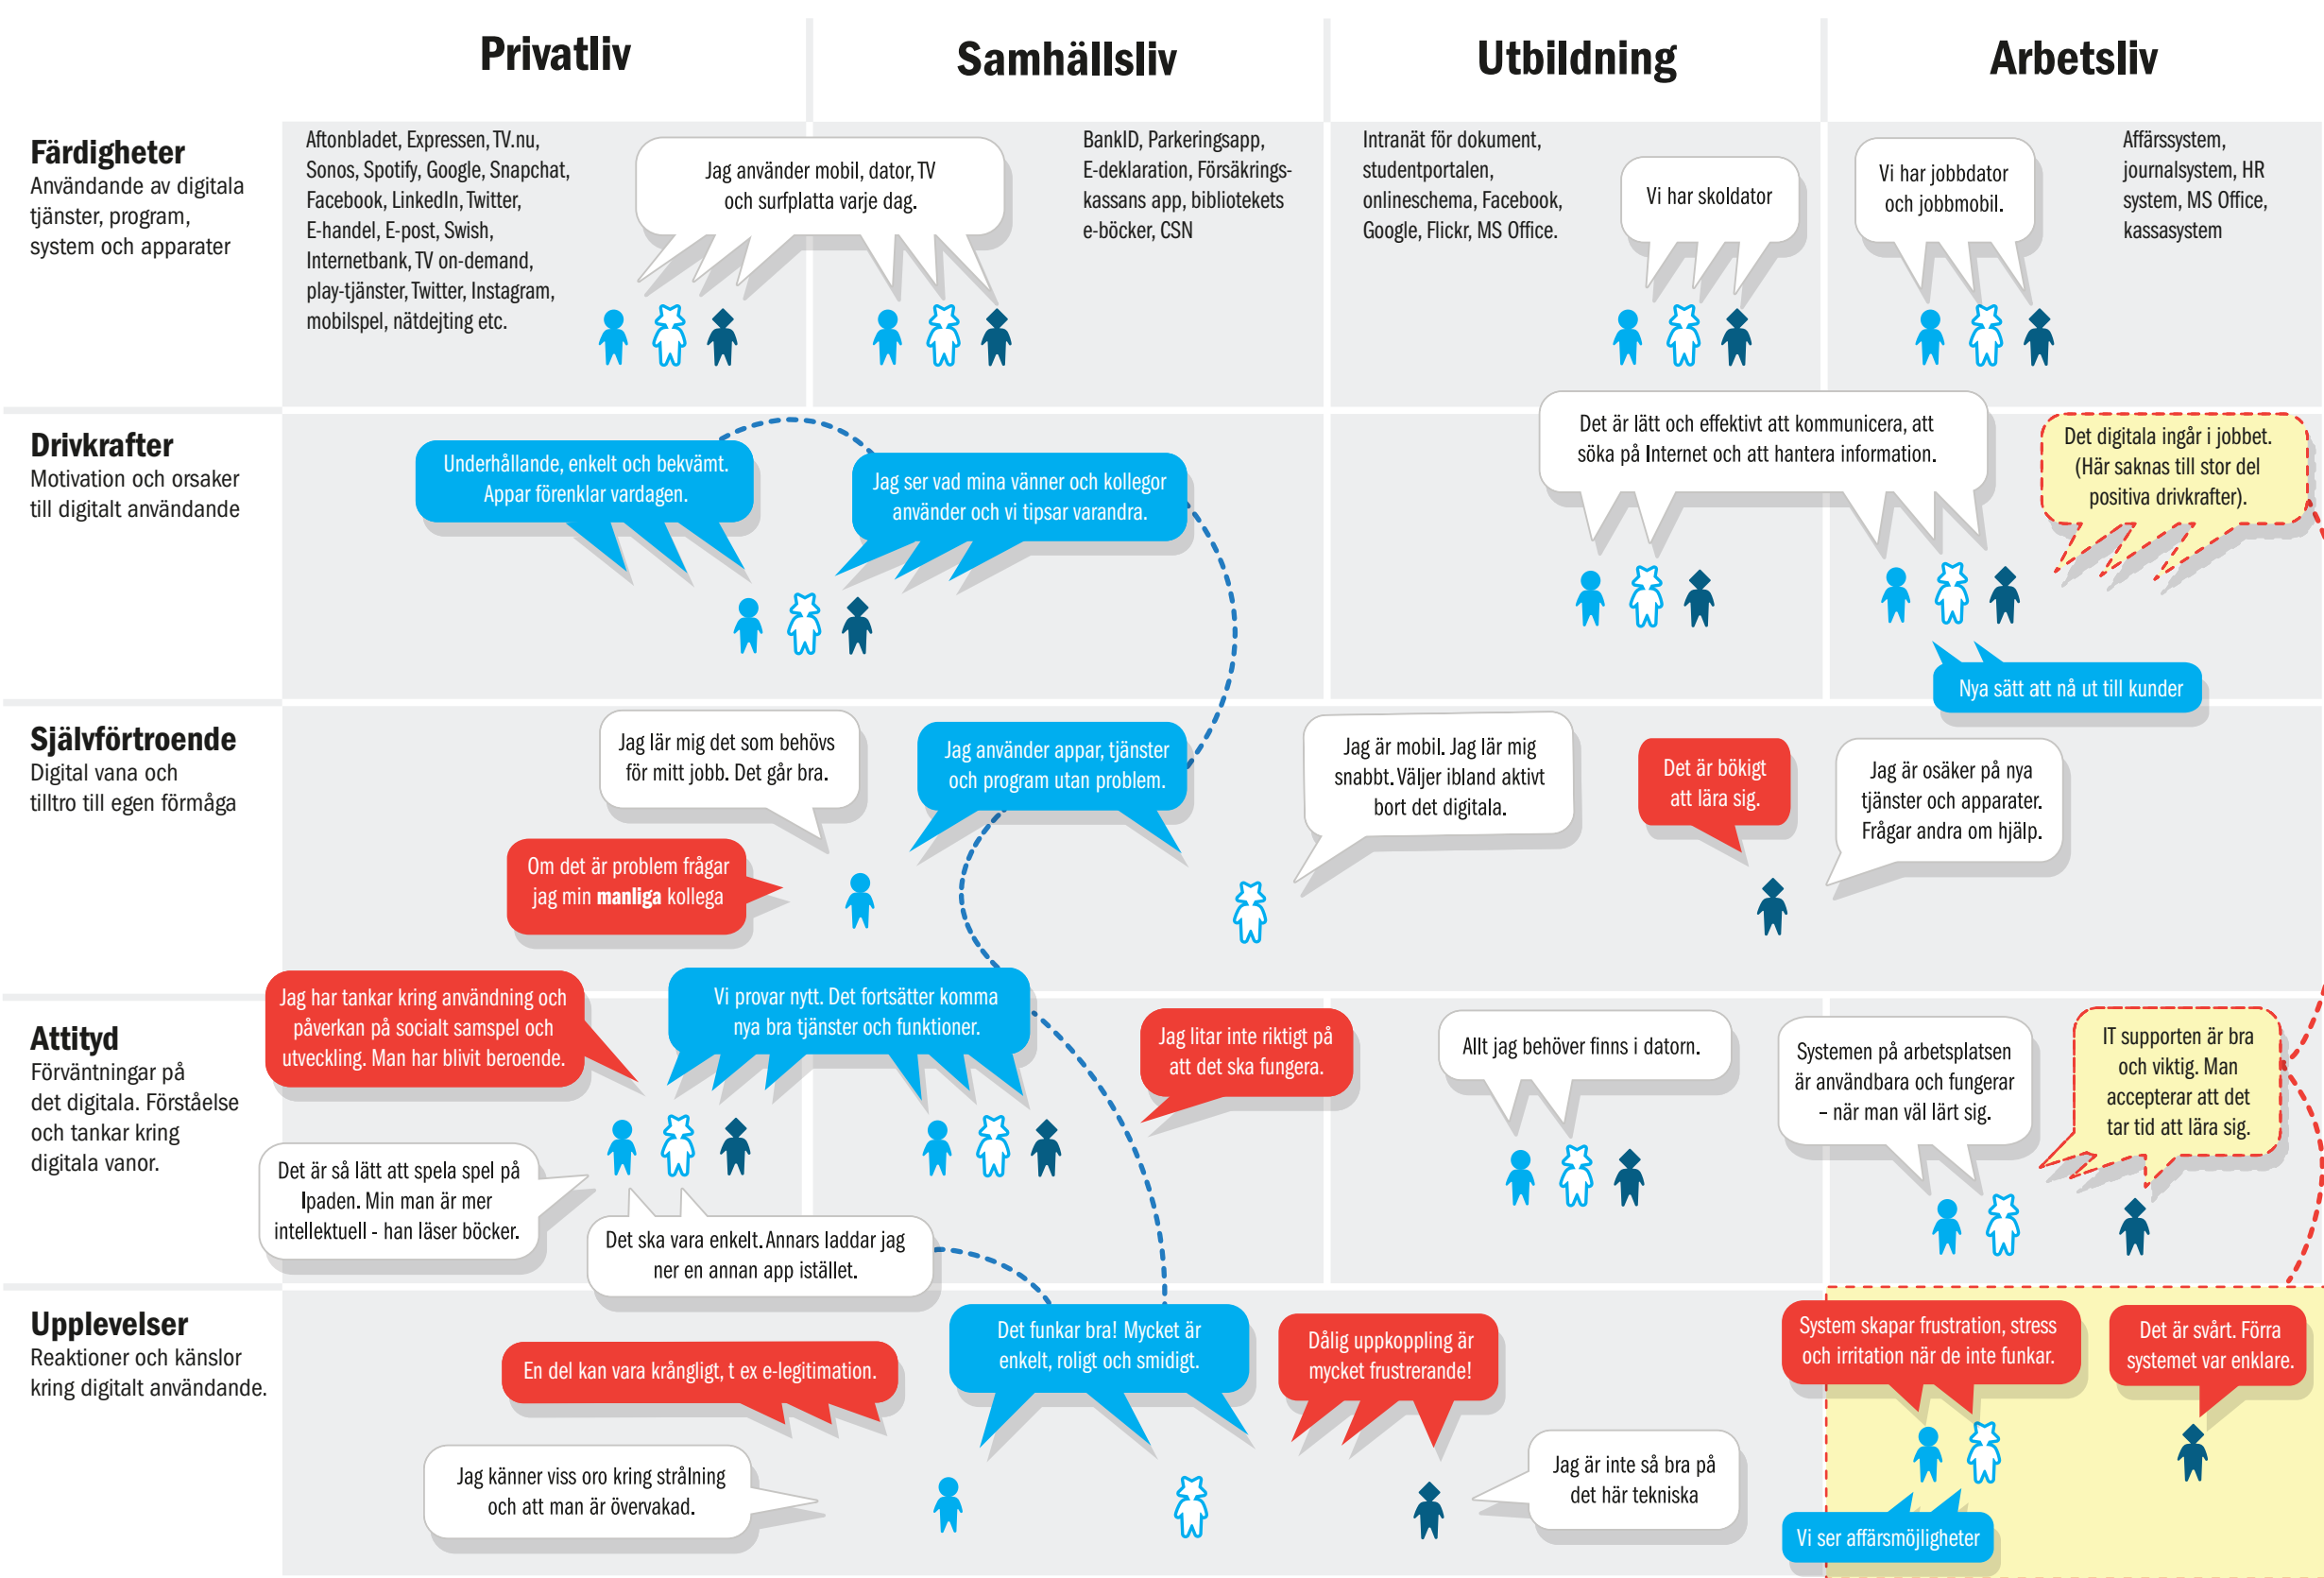 Privatliv
Samhällsliv
Utbildning
Arbetsliv
Färdigheter
Användande av digitala
tjänster, program,
system och apparater
Aftonbladet, Expressen, TV.nu,
Sonos, Spotify, Google, Snapchat,
Facebook, LinkedIn, Twitter,
E-handel, E-post, Swish,
Internetbank, TV on-demand,
play-tjänster, Twitter, Instagram,
mobilspel, nätdejting etc.
Jag använder mobil, dator, TV
och surfplatta varje dag.
BankID, Parkeringsapp,
E-deklaration, Försäkrings-
kassans app, bibliotekets
e-böcker, CSN
Intranät för dokument,
studentportalen,
onlineschema, Facebook,
Google, Flickr, MS Office.
Vi har skoldator
Vi har jobbdator
och jobbmobil.
Affärssystem,
journalsystem, HR
system, MS Office,
kassasystem
Drivkrafter
Motivation och orsaker
till digitalt användande
Underhållande, enkelt och bekvämt.
Appar förenklar vardagen.
Jag ser vad mina vänner och kollegor
använder och vi tipsar varandra.
Det är lätt och effektivt att kommunicera, att
söka på Internet och att hantera information.
Det digitala ingår i jobbet.
(Här saknas till stor del
positiva drivkrafter).
Nya sätt att nå ut till kunder
Självförtroende
Digital vana och
tilltro till egen förmåga
Jag lär mig det som behövs
för mitt jobb. Det går bra.
Om det är problem frågar
jag min manliga kollega
Jag använder appar, tjänster
och program utan problem.
Jag är mobil. Jag lär mig
snabbt. Väljer ibland aktivt
bort det digitala.
Det är bökigt
att lära sig.
Jag är osäker på nya
tjänster och apparater.
Frågar andra om hjälp.
Attityd
Förväntningar på
det digitala. Förståelse
och tankar kring
digitala vanor.
Jag har tankar kring användning och
påverkan på socialt samspel och
utveckling. Man har blivit beroende.
Vi provar nytt. Det fortsätter komma
nya bra tjänster och funktioner.
Jag litar inte riktigt på
att det ska fungera.
Allt jag behöver finns i datorn.
Systemen på arbetsplatsen
är användbara och fungerar
– när man väl lärt sig.
IT supporten är bra
och viktig. Man
accepterar att det
tar tid att lära sig.
Det är så lätt att spela spel på
Ipaden. Min man är mer
intellektuell - han läser böcker.
Det ska vara enkelt. Annars laddar jag
ner en annan app istället.
Upplevelser
Reaktioner och känslor
kring digitalt användande.
En del kan vara krångligt, t ex e-legitimation.
Det funkar bra! Mycket är
enkelt, roligt och smidigt.
Dålig uppkoppling är
mycket frustrerande!
System skapar frustration, stress
och irritation när de inte funkar.
Det är svårt. Förra
systemet var enklare.
Jag känner viss oro kring strålning
och att man är övervakad.
Jag är inte så bra på
det här tekniska
Vi ser affärsmöjligheter